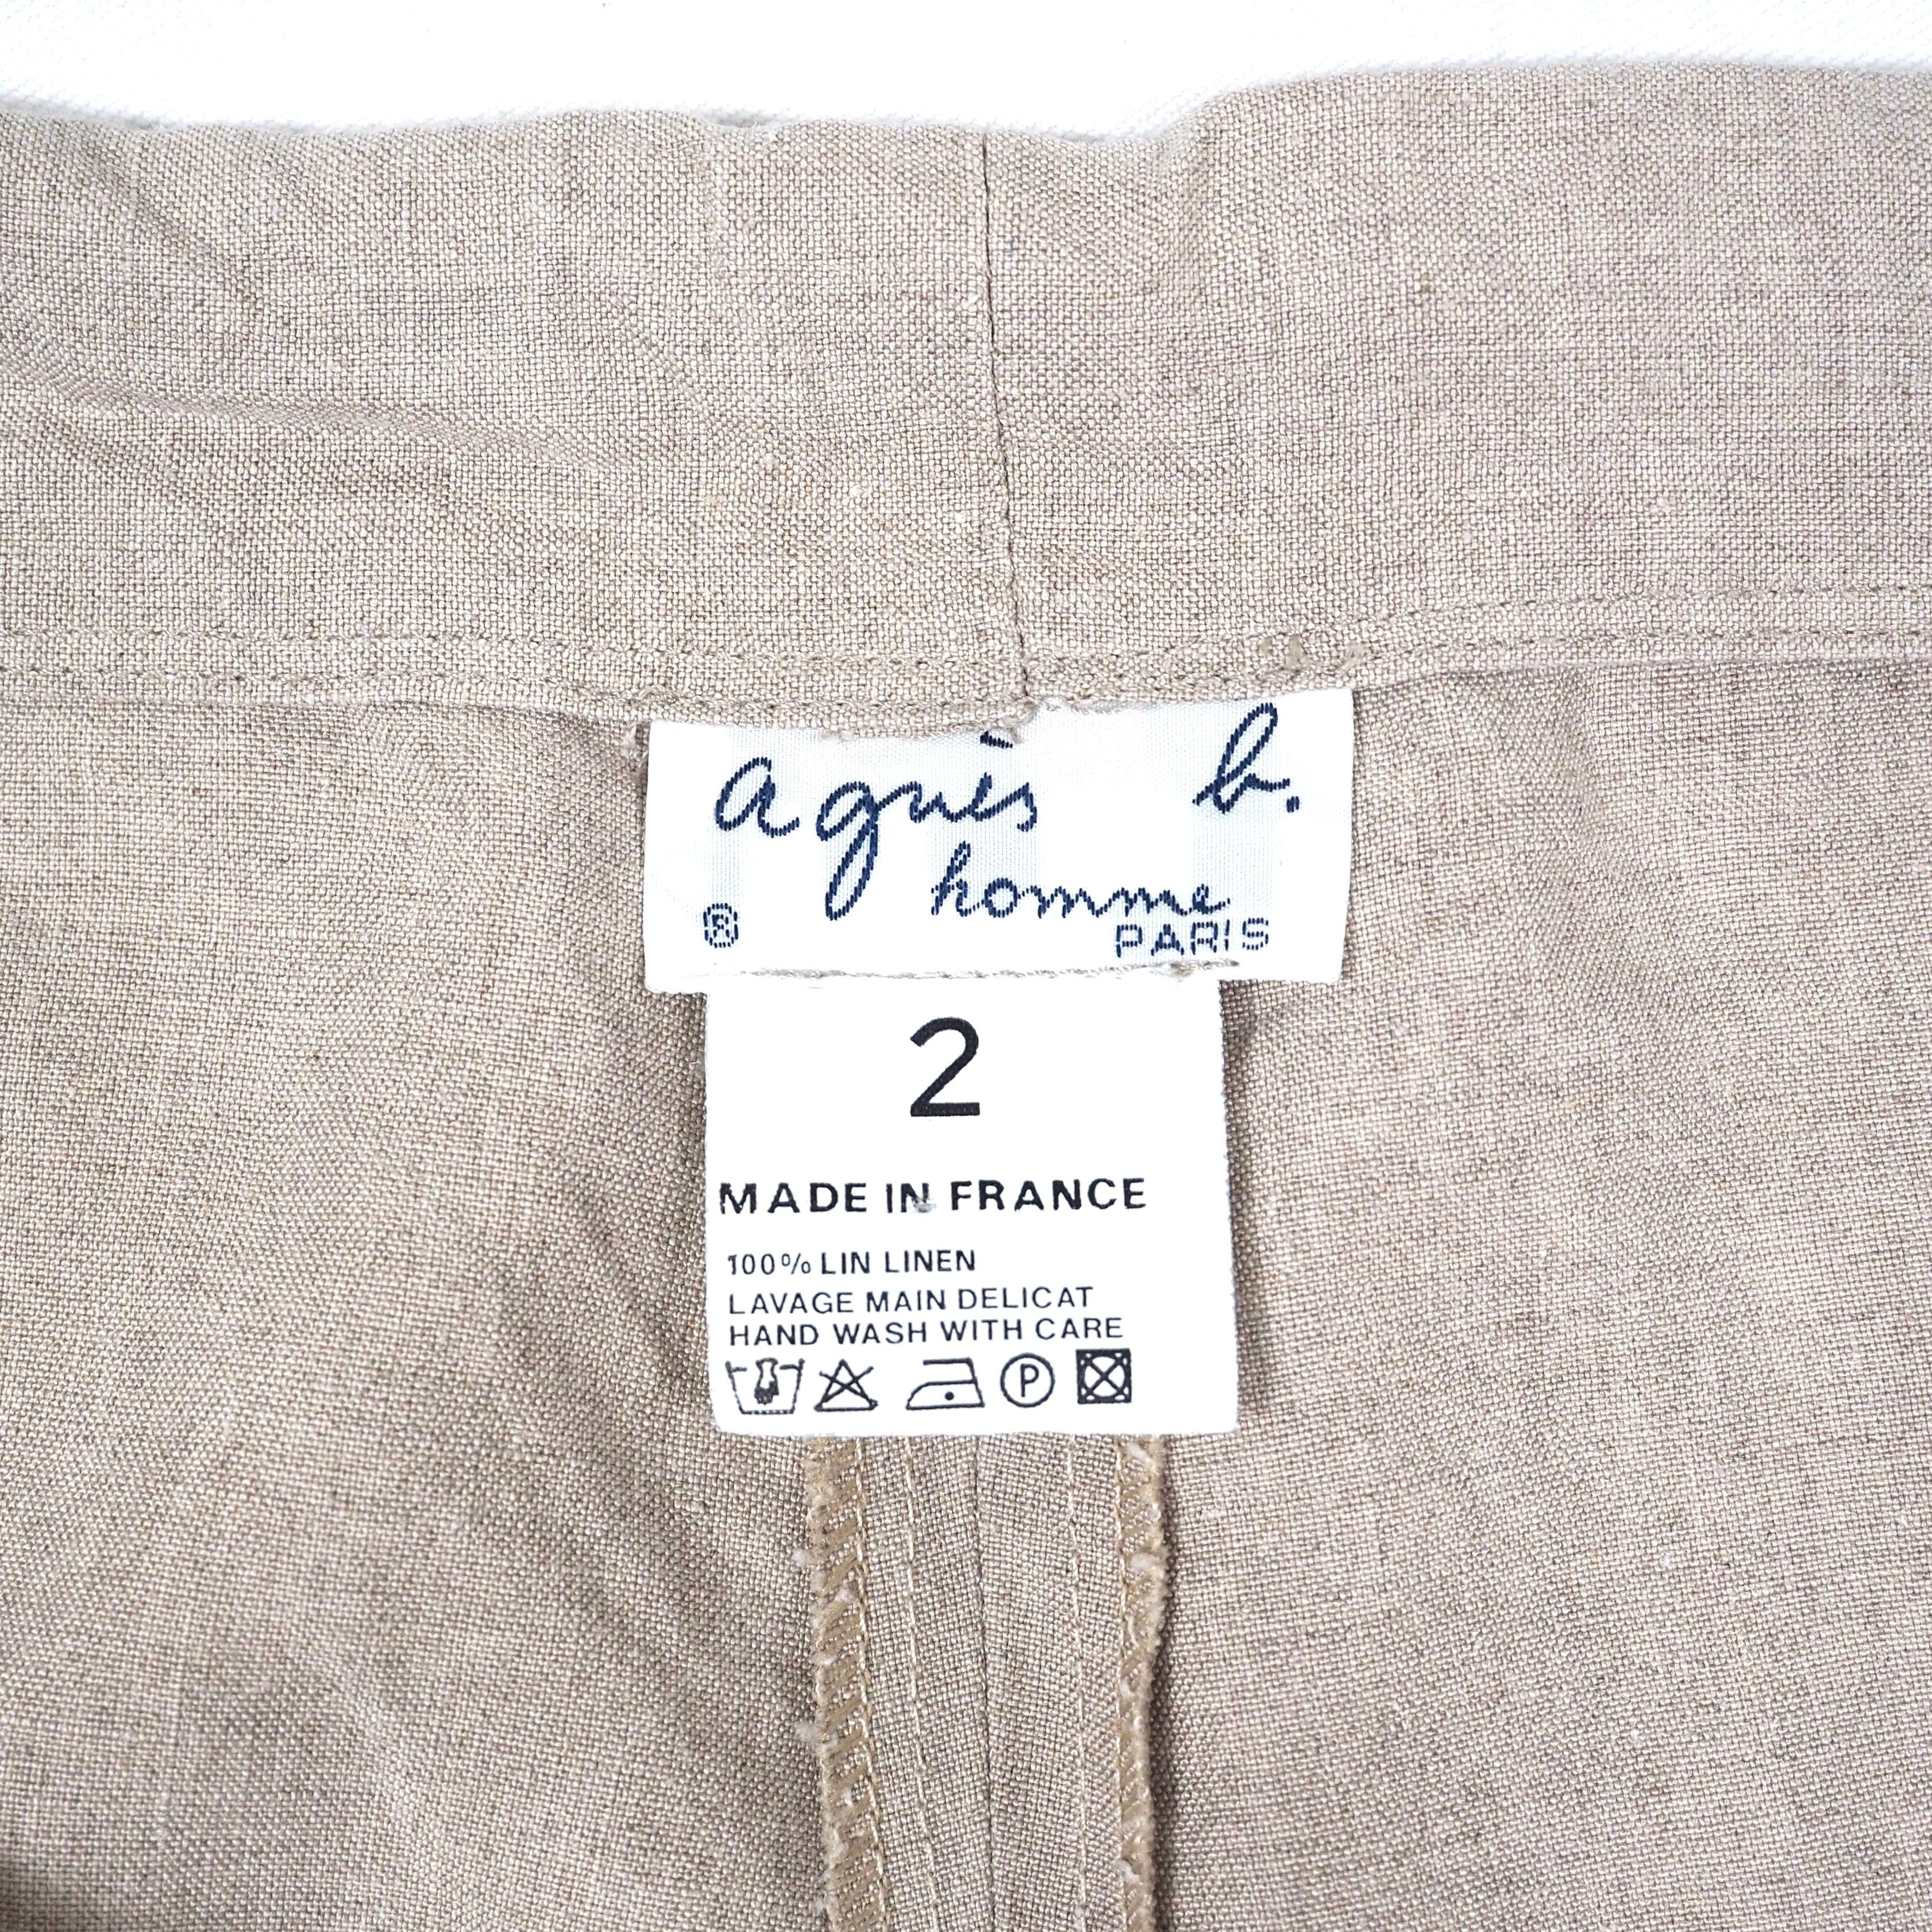 agnès b.
homme
® PARIS
2
MADE IN FRANCE
100% LIN LINEN
LAVAGE MAIN DELICAT
HAND WASH WITH CARE
P